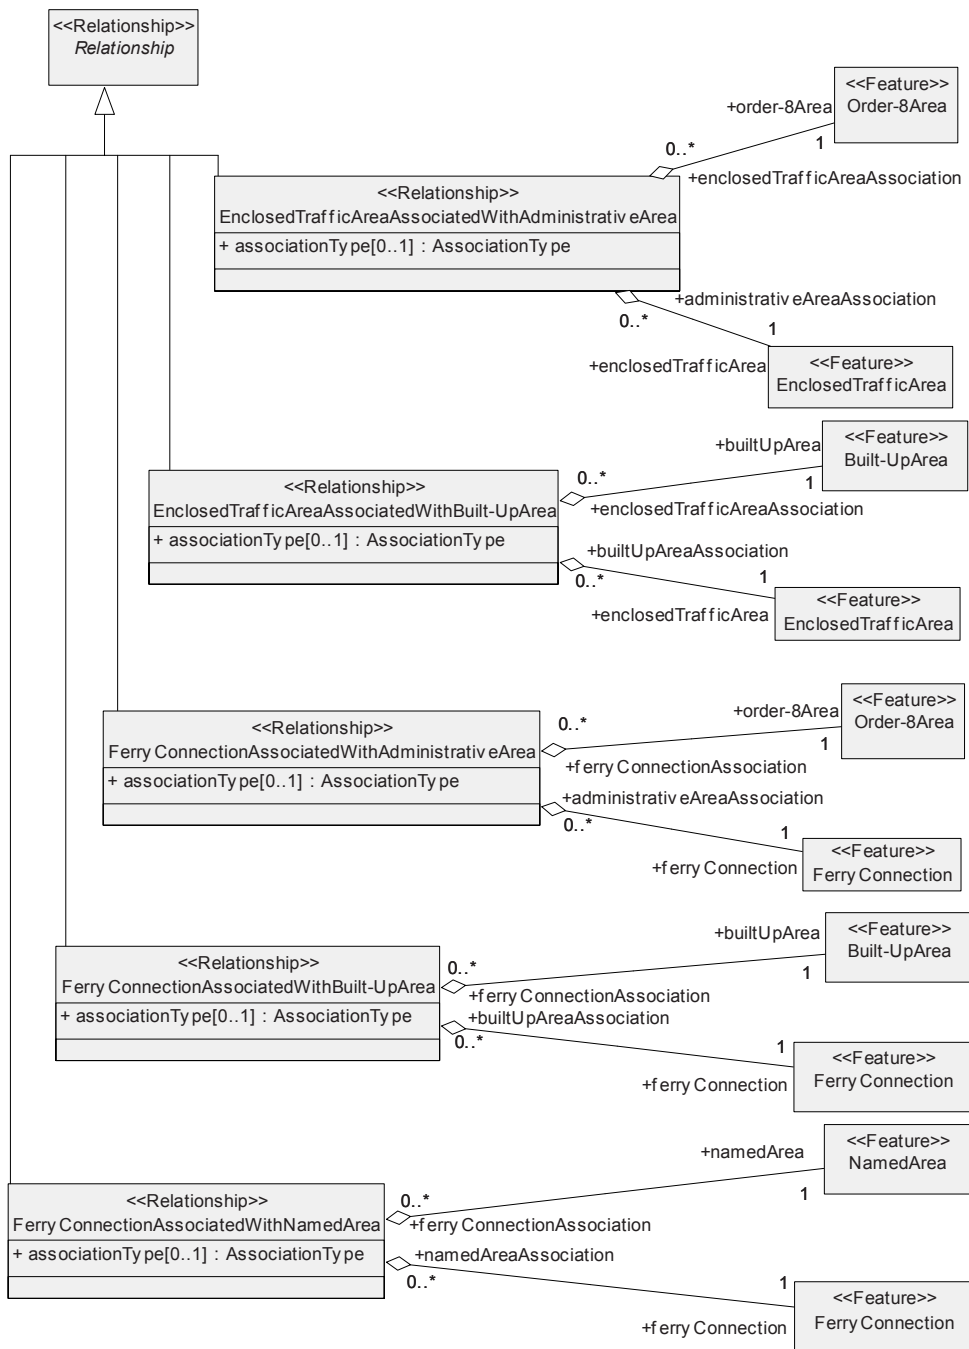 <<Relationship>>
Relationship
<<Feature>>
Order-8Area
+order-8Area
0..*
1
+enclosedTrafficAreaAssociation
<<Relationship>>
EnclosedTrafficAreaAssociatedWithAdministrativeArea
+ associationType[0..1] : AssociationType
+administrativeAreaAssociation
0..*
1
+enclosedTrafficArea
<<Feature>>
EnclosedTrafficArea
<<Feature>>
Built-UpArea
+builtUpArea
0..*
1
+enclosedTrafficAreaAssociation
<<Relationship>>
EnclosedTrafficAreaAssociatedWithBuilt-UpArea
+ associationType[0..1] : AssociationType
+builtUpAreaAssociation
0..*
1
+enclosedTrafficArea
<<Feature>>
EnclosedTrafficArea
<<Feature>>
Order-8Area
+order-8Area
0..*
1
+ferryConnectionAssociation
<<Relationship>>
FerryConnectionAssociatedWithAdministrativeArea
+ associationType[0..1] : AssociationType
+administrativeAreaAssociation
0..*
1
+ferryConnection
<<Feature>>
FerryConnection
<<Feature>>
Built-UpArea
+builtUpArea
0..*
1
+ferryConnectionAssociation
<<Relationship>>
FerryConnectionAssociatedWithBuilt-UpArea
+ associationType[0..1] : AssociationType
+builtUpAreaAssociation
0..*
1
+ferryConnection
<<Feature>>
FerryConnection
<<Feature>>
NamedArea
+namedArea
0..*
1
+ferryConnectionAssociation
<<Relationship>>
FerryConnectionAssociatedWithNamedArea
+ associationType[0..1] : AssociationType
+namedAreaAssociation
0..*
1
+ferryConnection
<<Feature>>
FerryConnection